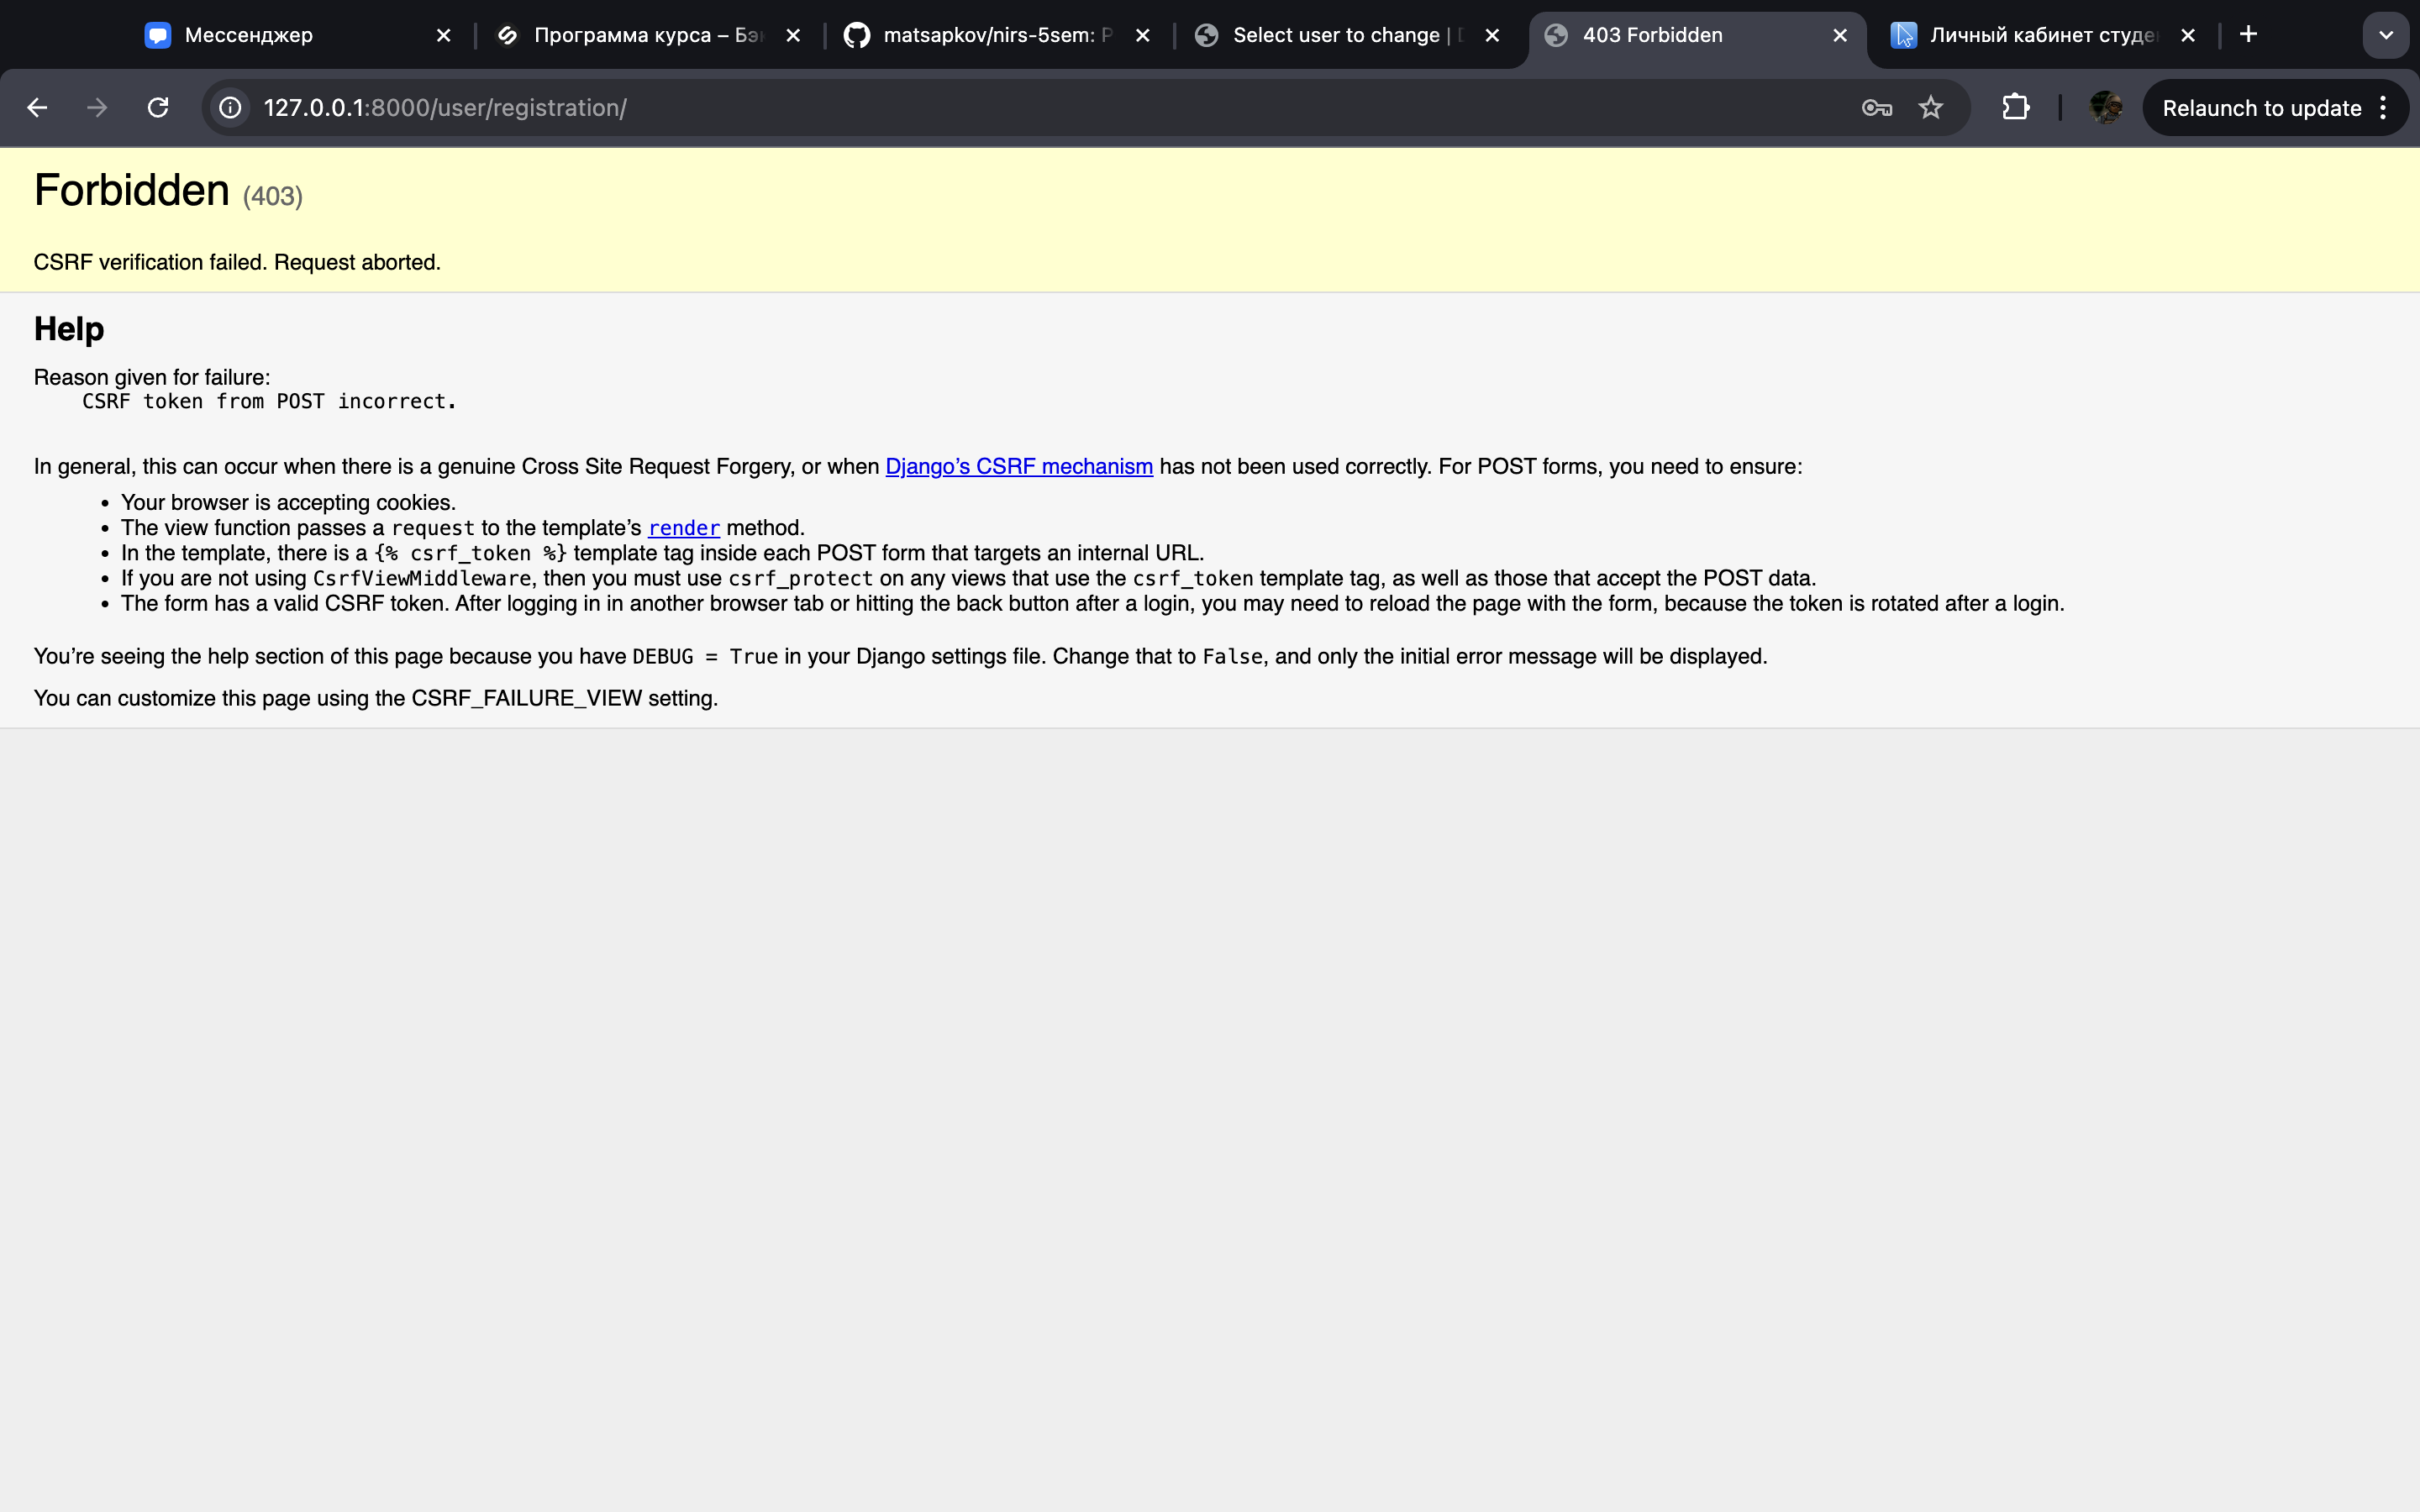 Мессенджер
Программа курса – Бэк
matsapkov/nirs-5sem: P
Select user to change |
403 Forbidden
Личный кабинет студе
127.0.0.1:8000/user/registration/
Relaunch to update
Forbidden (403)
CSRF verification failed. Request aborted.
Help
Reason given for failure:
CSRF token from POST incorrect.
In general, this can occur when there is a genuine Cross Site Request Forgery, or when Django’s CSRF mechanism has not been used correctly. For POST forms, you need to ensure:
• Your browser is accepting cookies.
• The view function passes a request to the template’s render method.
• In the template, there is a {% csrf_token %} template tag inside each POST form that targets an internal URL.
• If you are not using CsrfViewMiddleware, then you must use csrf_protect on any views that use the csrf_token template tag, as well as those that accept the POST data.
• The form has a valid CSRF token. After logging in in another browser tab or hitting the back button after a login, you may need to reload the page with the form, because the token is rotated after a login.
You’re seeing the help section of this page because you have DEBUG = True in your Django settings file. Change that to False, and only the initial error message will be displayed.
You can customize this page using the CSRF_FAILURE_VIEW setting.